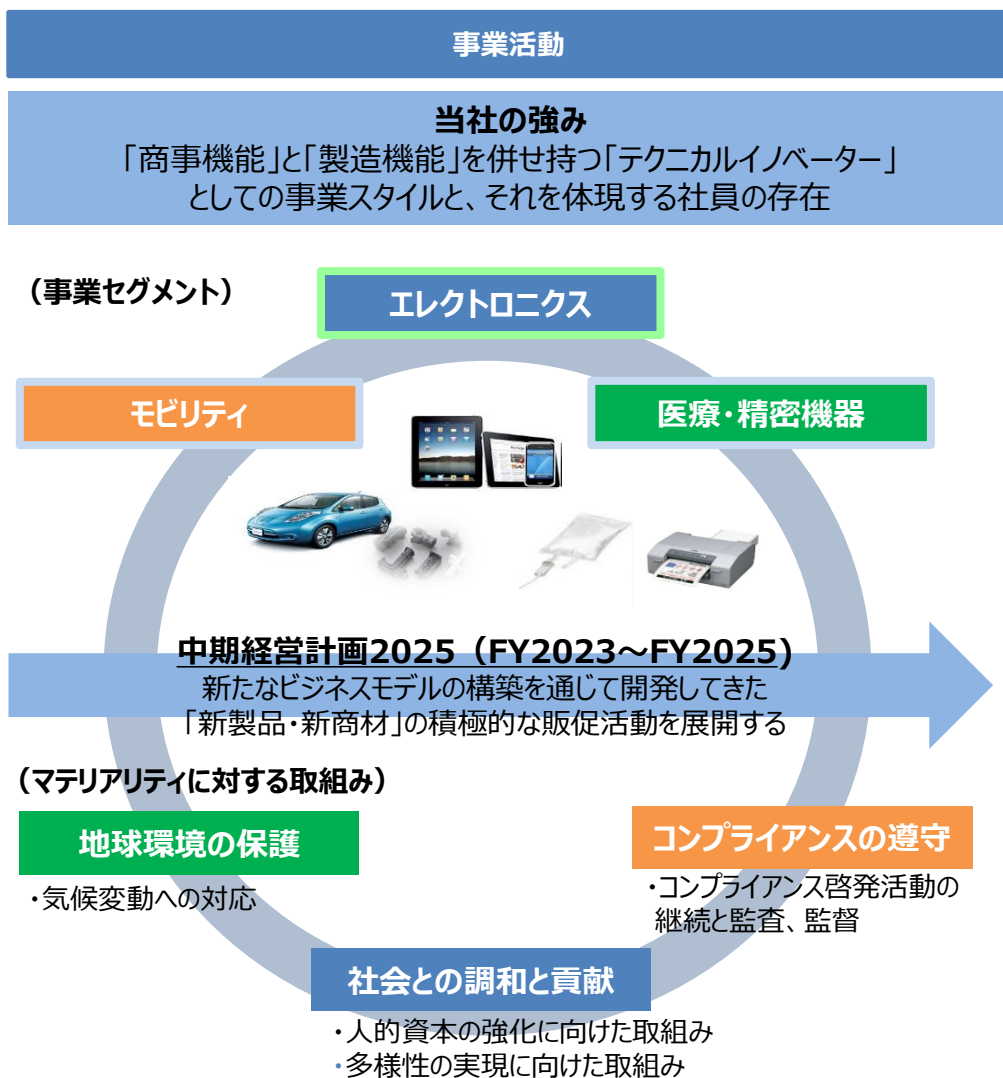 事業活動
当社の強み
「商事機能」と「製造機能」を併せ持つ「テクニカルイノベーター」
としての事業スタイルと、それを体現する社員の存在
（事業セグメント）
エレクトロニクス
モビリティ
医療・精密機器
中期経営計画2025（FY2023～FY2025)
新たなビジネスモデルの構築を通じて開発してきた
「新製品・新商材」の積極的な販促活動を展開する
（マテリアリティに対する取組み）
地球環境の保護
・気候変動への対応
コンプライアンスの遵守
・コンプライアンス啓発活動の
継続と監査、監督
社会との調和と貢献
・人的資本の強化に向けた取組み
・多様性の実現に向けた取組み